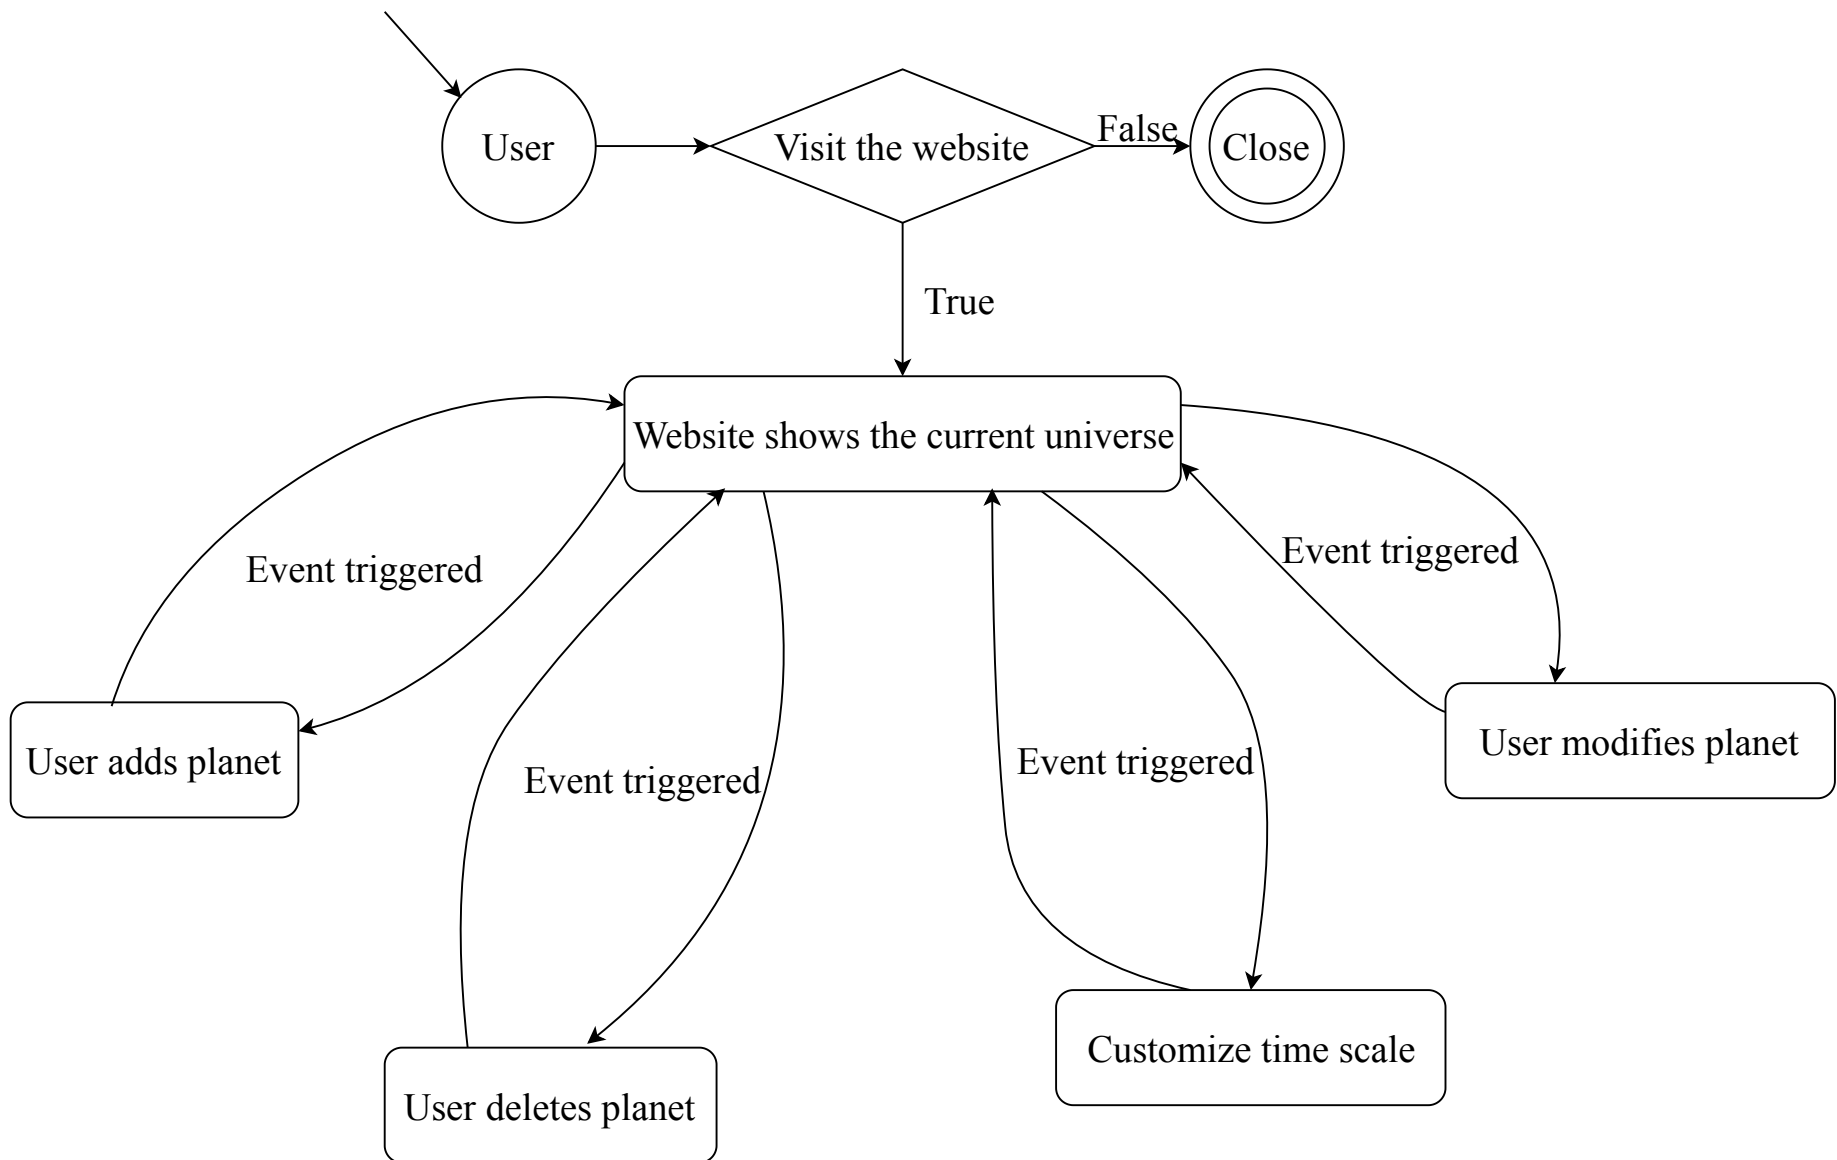 User
Visit the website
False
Close
True
Website shows the current universe
Event triggered
Event triggered
Event triggered
Event triggered
User adds planet
User modifies planet
Customize time scale
User deletes planet